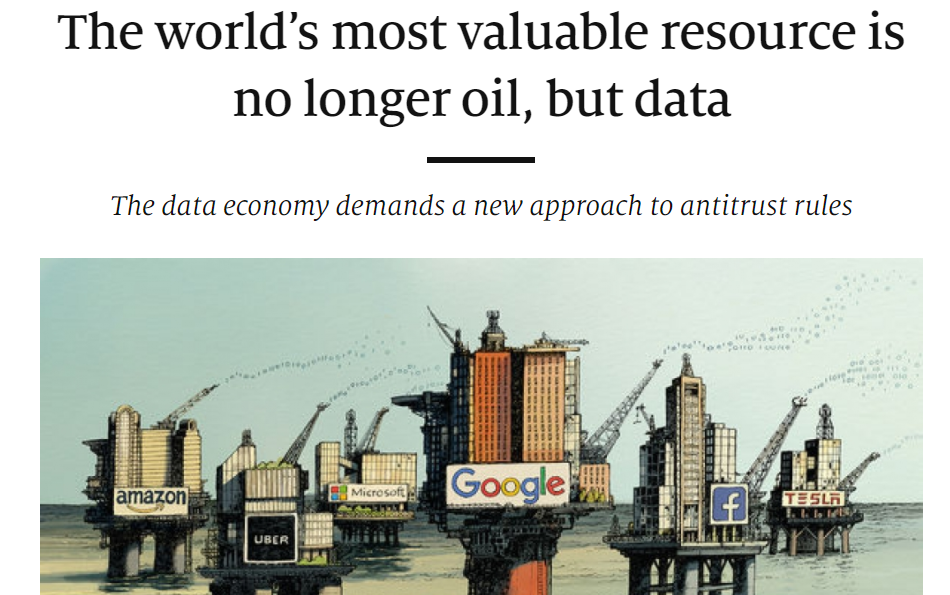 The world’s most valuable resource is
no longer oil, but data
The data economy demands a new approach to antitrust rules
amazon
UBER
Microsoft
Google
f
TESLA